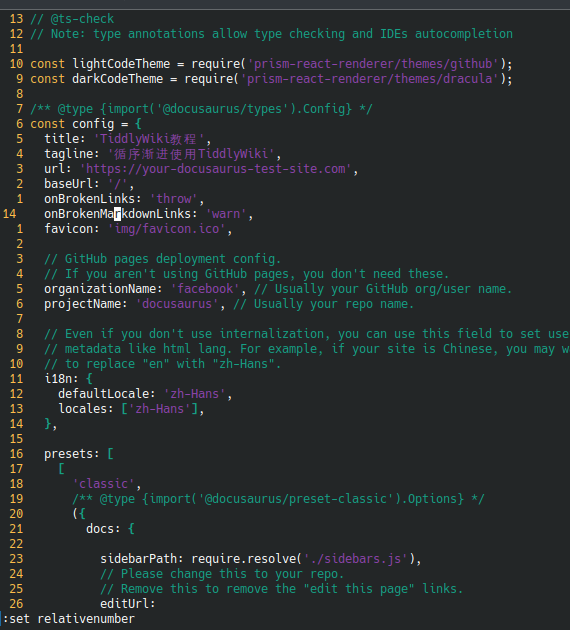 13 // @ts-check
12 // Note: type annotations allow type checking and IDEs autocompletion
11
10 const lightCodeTheme = require('prism-react-renderer/themes/github');
9 const darkCodeTheme = require('prism-react-renderer/themes/dracula');
8
7 /** @type {import('@docusaurus/types').Config} */
6 const config = {
5   title: 'TiddlyWiki教程',
4   tagline: '循序渐进使用TiddlyWiki',
3   url: 'https://your-docusaurus-test-site.com',
2   baseUrl: '/',
1   onBrokenLinks: 'throw',
14   onBrokenMarkdownLinks: 'warn',
1   favicon: 'img/favicon.ico',
2
3   // GitHub pages deployment config.
4   // If you aren't using GitHub pages, you don't need these.
5   organizationName: 'facebook', // Usually your GitHub org/user name.
6   projectName: 'docusaurus', // Usually your repo name.
7
8   // Even if you don't use internalization, you can use this field to set use
9   // metadata like html lang. For example, if your site is Chinese, you may w
10   // to replace "en" with "zh-Hans".
11   i18n: {
12     defaultLocale: 'zh-Hans',
13     locales: ['zh-Hans'],
14   },
15
16   presets: [
17     [
18       'classic',
19       /** @type {import('@docusaurus/preset-classic').Options} */
20       ({
21         docs: {
22
23           sidebarPath: require.resolve('./sidebars.js'),
24           // Please change this to your repo.
25           // Remove this to remove the "edit this page" links.
26           editUrl:
:set relativenumber